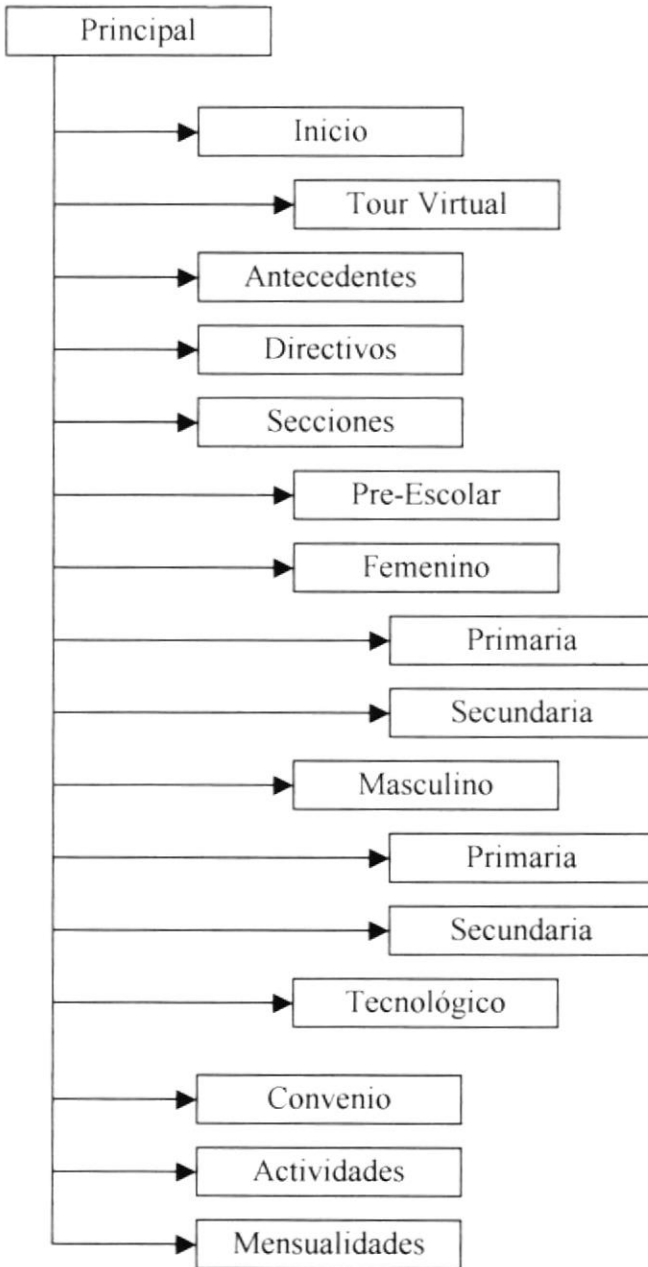 Principal
Inicio
Tour Virtual
Antecedentes
Directivos
Secciones
Pre-Escolar
Femenino
Primaria
Secundaria
Masculino
Primaria
Secundaria
Tecnológico
Convenio
Actividades
Mensualidades